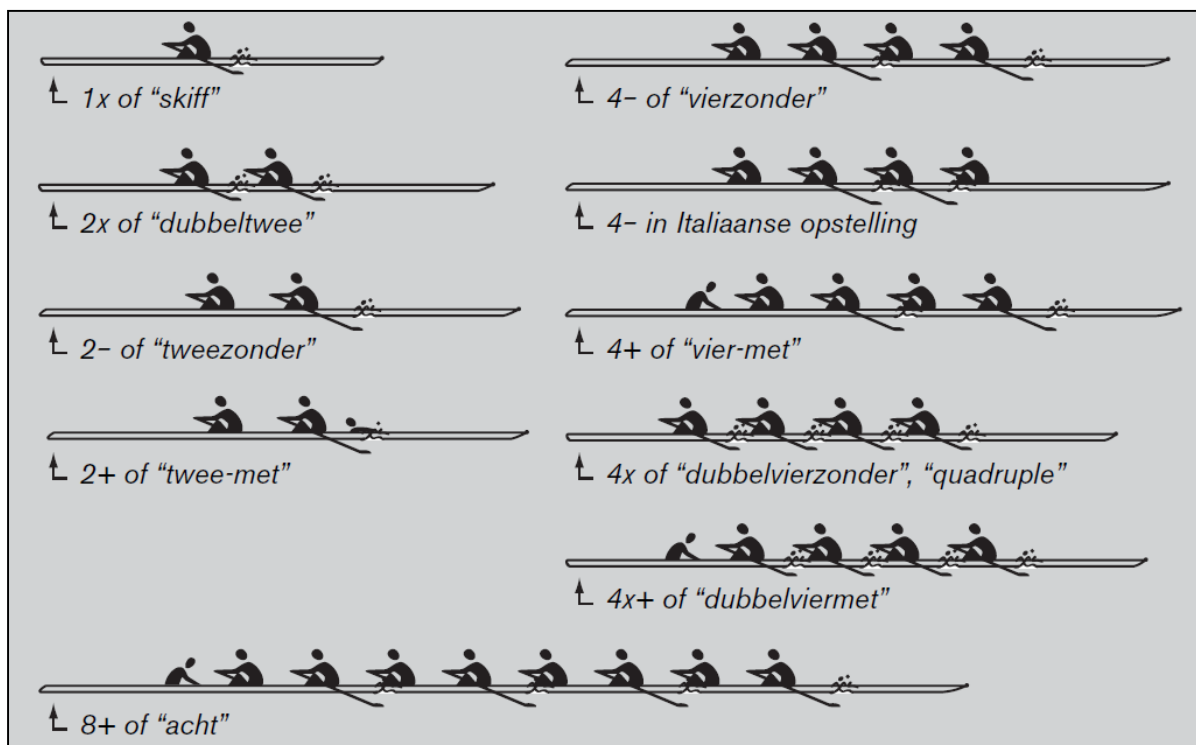 1x of “skiff”
2x of “dubbeltwee”
2– of “tweezonder”
2+ of “twee-met”
4– of “vierzonder”
4– in Italiaanse opstelling
4+ of “vier-met”
4x of “dubbelvierzonder”, “quadruple”
4x+ of “dubbelviermet”
8+ of “acht”